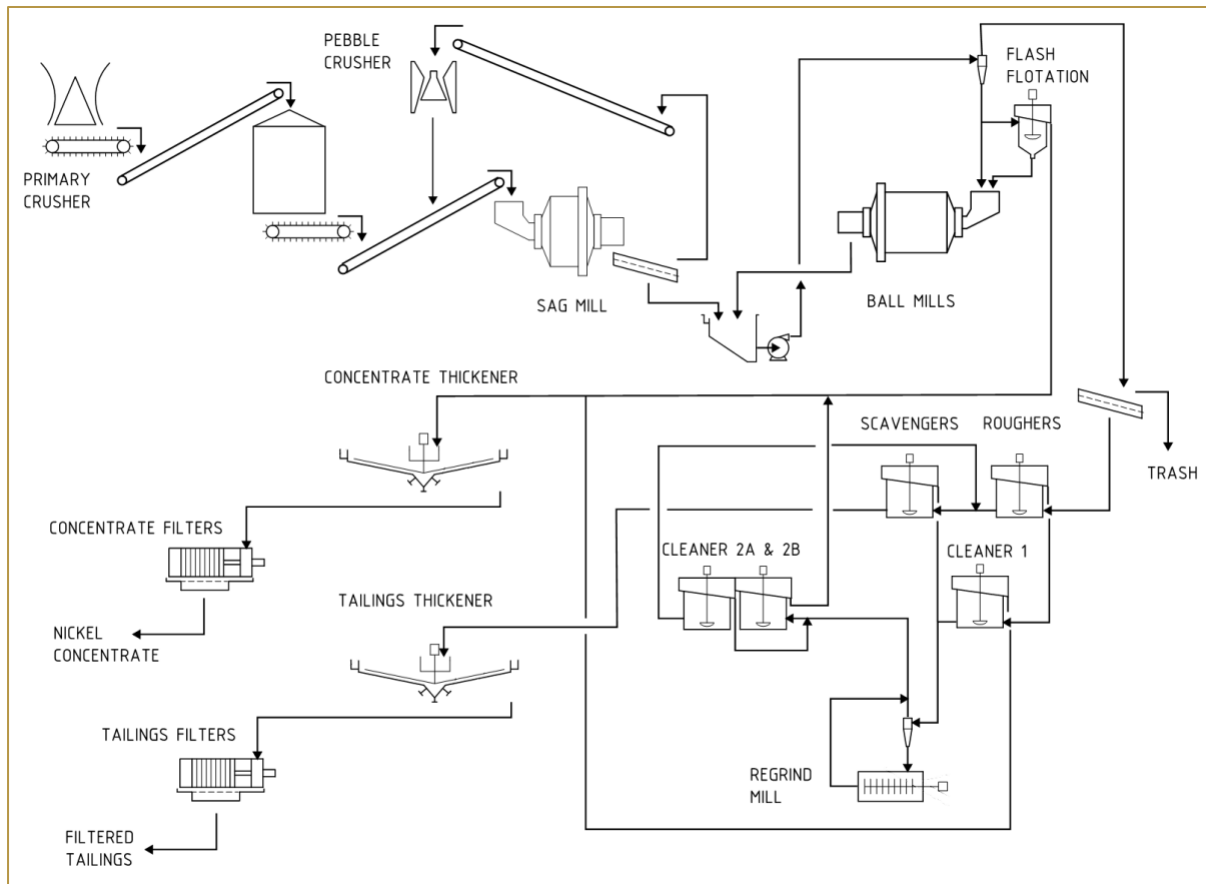 PEBBLE
CRUSHER
FLASH
FLOTATION
PRIMARY
CRUSHER
SAG MILL
BALL MILLS
CONCENTRATE THICKENER
SCAVENGERS
ROUGHERS
TRASH
CONCENTRATE FILTERS
CLEANER 2A & 2B
CLEANER 1
TAILINGS THICKENER
NICKEL
CONCENTRATE
TAILINGS FILTERS
REGRIND
MILL
FILTERED
TAILINGS